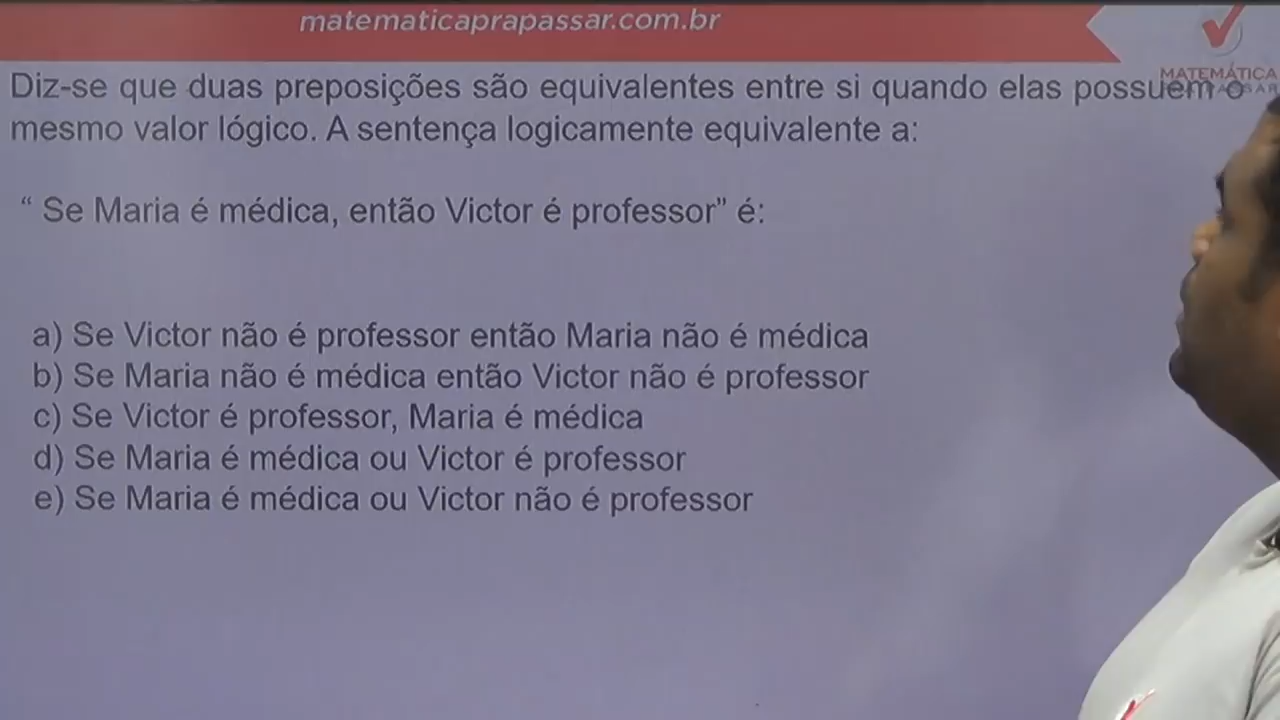 matematicaprapassar.com.br
MATEMÁTICA
Diz-se que duas preposições são equivalentes entre si quando elas possuem o
mesmo valor lógico. A sentença logicamente equivalente a:
“ Se Maria é médica, então Victor é professor” é:
a) Se Victor não é professor então Maria não é médica
b) Se Maria não é médica então Victor não é professor
c) Se Victor é professor, Maria é médica
d) Se Maria é médica ou Victor é professor
e) Se Maria é médica ou Victor não é professor